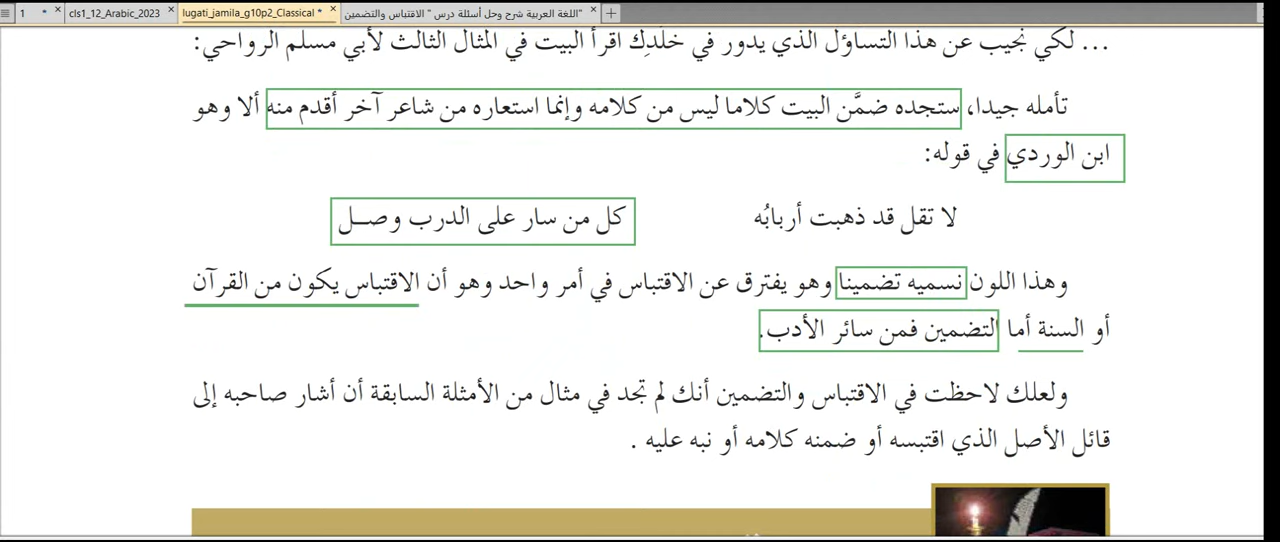 1 *
cls1_12_Arabic_2023
lugati_jamila_g10p2_Classical *
اللغة العربية شرح وحل أسئلة درس " الاقتباس والتضمين"
... لكي نجيب عن هذا التساؤل الذي يدور في خلَدِك اقرأ البيت في المثال الثالث لأبي مسلم الرواحي:
تأمله جيدا، ستجده ضمَّن البيت كلاما ليس من كلامه وإنما استعاره من شاعر آخر أقدم منه ألا وهو
ابن الوردي في قوله:
لا تقل قد ذهبت أربابُه كل من سار على الدرب وصــل
وهذا اللون نسميه تضمينا وهو يفترق عن الاقتباس في أمر واحد وهو أن الاقتباس يكون من القرآن
أو السنة أما التضمين فمن سائر الأدب.
ولعلك لاحظت في الاقتباس والتضمين أنك لم تجد في مثال من الأمثلة السابقة أن أشار صاحبه إلى
قائل الأصل الذي اقتبسه أو ضمنه كلامه أو نبه عليه .